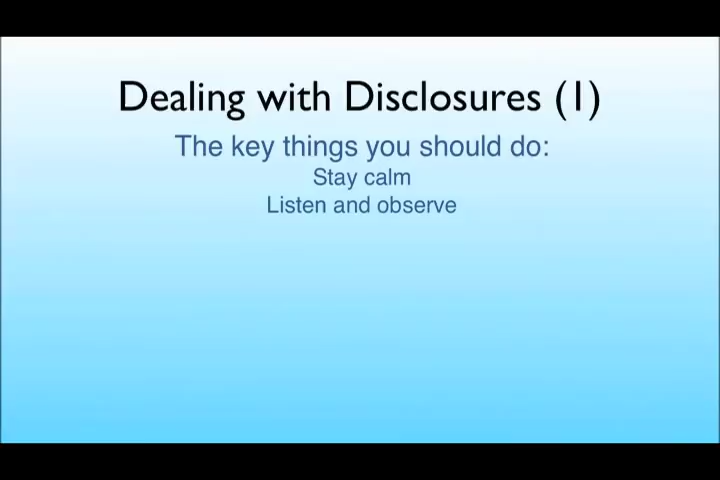 Dealing with Disclosures (1)
The key things you should do:
Stay calm
Listen and observe